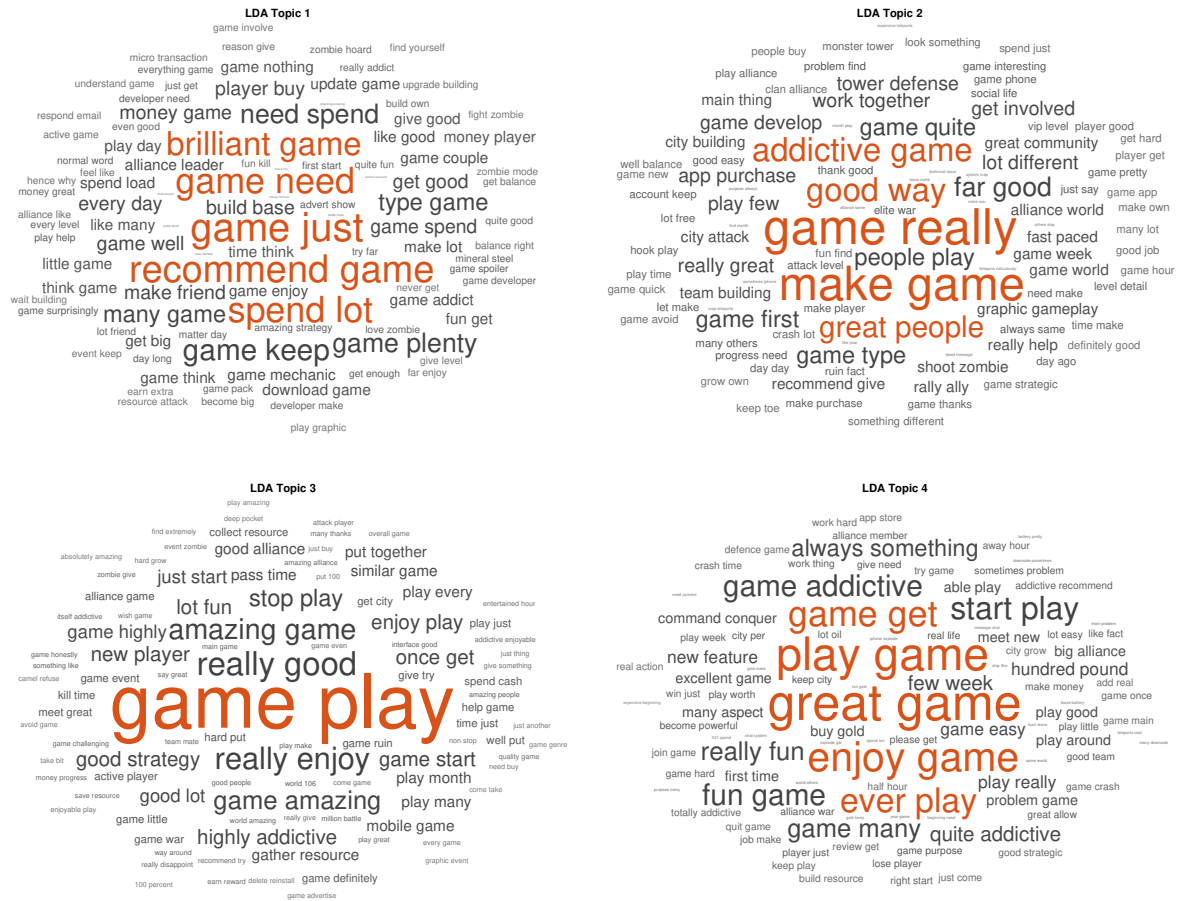 LDA Topic 1
game involve
reason give
zombie hoard
find yourself
micro transaction
everything game
game nothing
really addict
understand game
just get
player buy
update game
upgrade building
developer need
money game
need spend
build own
give good
fight zombie
respond email
even good
active game
play day
brilliant game
like good
money player
normal word
feel like
alliance leader
fun kill
first start
quite fun
game couple
zombie mode
hence why
money great
spend load
game need
get good
get balance
every day
build base
advert show
type game
alliance like
every level
like many
game just
game spend
quite good
play help
game well
time think
try far
make lot
balance right
little game
recommend game
mineral steel
game spoiler
game developer
think game
make friend
game enjoy
never get
wait building
game surprisingly
many game
spend lot
game addict
fun get
lot friend
matter day
amazing strategy
love zombie
event keep
get big
day long
game keep
game plenty
give level
game think
game mechanic
get enough
far enjoy
earn extra
game pack
download game
resource attack
become big
developer make
play graphic
LDA Topic 2
people buy
monster tower
look something
spend just
problem find
play alliance
clan alliance
tower defense
game interesting
game phone
main thing
work together
social life
get involved
game develop
game quite
vip level
player good
city building
addictive game
great community
get hard
well balance
good easy
thank good
lot different
player get
game new
app purchase
game pretty
account keep
good way
far good
just say
game app
play few
elite war
alliance world
make own
lot free
city attack
game really
fast paced
many lot
hook play
fun find
people play
game week
good job
play time
really great
attack level
game world
game hour
game quick
team building
make game
need make
level detail
let make
make player
graphic gameplay
game avoid
game first
crash lot
great people
always same
time make
many others
really help
definitely good
progress need
game type
day day
ruin fact
shoot zombie
day ago
grow own
recommend give
rally ally
game strategic
keep toe
make purchase
game thanks
something different
LDA Topic 3
play amazing
deep pocket
attack player
find extremely
collect resource
many thanks
overall game
event zombie
good alliance
just buy
put together
absolutely amazing
hard grow
amazing alliance
zombie give
just start
pass time
put 100
similar game
alliance game
lot fun
stop play
get city
play every
entertained hour
itself addictive
wish game
game highly
amazing game
enjoy play
play just
main game
game even
interface good
addictive enjoyable
game honestly
new player
really good
once get
just thing
something like
say great
give try
give something
camel refuse
game event
spend cash
kill time
game play
amazing people
help game
meet great
time just
just another
avoid game
team mate
hard put
non stop
well put
game genre
game challenging
play make
game ruin
quality game
take bit
good strategy
really enjoy
game start
need buy
money progress
active player
good people
world 106
come game
play month
come take
save resource
good lot
game amazing
play many
enjoyable play
game little
world amazing
really give
million battle
mobile game
game war
highly addictive
play great
every game
way around
really disappoint
recommend try
gather resource
graphic event
100 percent
earn reward
delete reinstall
game definitely
game advertise
LDA Topic 4
work hard
app store
alliance member
defence game
always something
away hour
crash time
work thing
give need
try game
sometimes problem
game addictive
able play
addictive recommend
command conquer
game get
start play
play week
city per
lot oil
real life
meet new
lot easy
like fact
real action
new feature
play game
city grow
big alliance
excellent game
keep city
few week
hundred pound
win just
play worth
great game
make money
add real
game once
many aspect
play good
become powerful
buy gold
please get
game easy
play little
game main
join game
really fun
enjoy game
play around
good team
game hard
first time
half hour
play really
game crash
fun game
ever play
problem game
totally addictive
alliance war
great allow
quit game
game many
quite addictive
job make
review get
player just
game purpose
good strategic
keep play
lose player
build resource
right start
just come